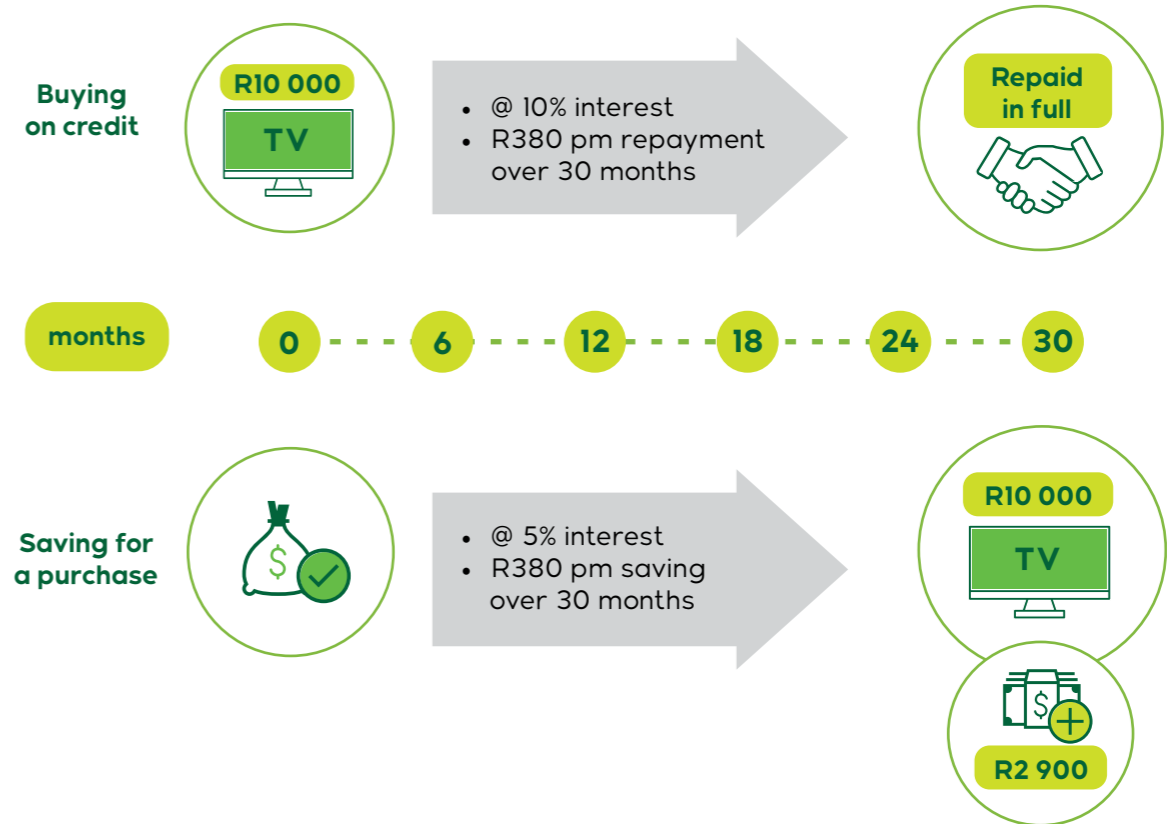 Buying
on credit
R10 000
TV
• @ 10% interest
• R380 pm repayment
over 30 months
Repaid
in full
months
0
6
12
18
24
30
Saving for
a purchase
$
• @ 5% interest
• R380 pm saving
over 30 months
R10 000
TV
$
R2 900